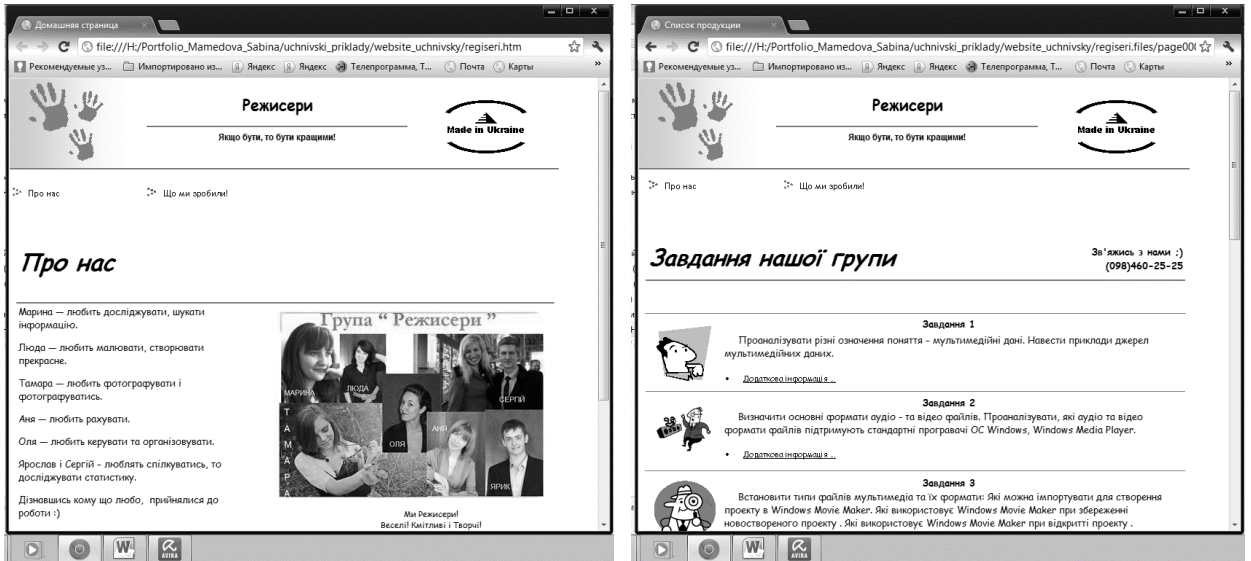 Домашняя страница
file:///H:/Portfolio_Mamedova_Sabina/uchnivski_priklady/website_uchnivsky/regiseri.htm
Рекомендуемые уз... Импортировано из... Яндекс Яндекс Телепрограмма, Т... Почта Карты »
Режисери
Якщо бути, то бути кращими!
Made in Ukraine
Про нас Що ми зробили!
Про нас
Марина — любить досліджувати, шукати
інформацію.
Люда — любить малювати, створювати
прекрасне.
Тамара — любить фотографувати і
фотографуватись.
Аня — любить рахувати.
Оля — любить керувати та організовувати.
Ярослав і Сергій – люблять спілкуватись, то
досліджувати статистику.
Дізнавшись кому що любо, прийнялися до
роботи :)
Група “ Режисери ”
МАРИНА
ЛЮДА
СЕРГІЙ
ТАМАРА
ОЛЯ
АНЯ
ЯРИК
Ми Режисери!
Веселі! Кмітливі і Творчі!
AVIRA
Список продукции
file:///H:/Portfolio_Mamedova_Sabina/uchnivski_priklady/website_uchnivsky/regiseri.files/page000
Рекомендуемые уз... Импортировано из... Яндекс Яндекс Телепрограмма, Т... Почта Карты »
Режисери
Якщо бути, то бути кращими!
Made in Ukraine
Про нас Що ми зробили!
Завдання нашої групи
Зв'яжись з нами ;)
(098)460-25-25
Завдання 1
Проаналізувати різні означення поняття – мультимедійні дані. Навести приклади джерел
мультимедійних даних.
• Додаткова інформація ..
Завдання 2
Визначити основні формати аудіо - та відео файлів. Проаналізувати, які аудіо та відео
формати файлів підтримують стандартні програвачі ОС Windows, Windows Media Player.
• Додаткова інформація ..
Завдання 3
Встановити типи файлів мультимедіа та їх формати: Які можна імпортувати для створення
проекту в Windows Movie Maker. Які використовує Windows Movie Maker при збереженні
новоствореного проекту . Які використовує Windows Movie Maker при відкритті проекту .
AVIRA